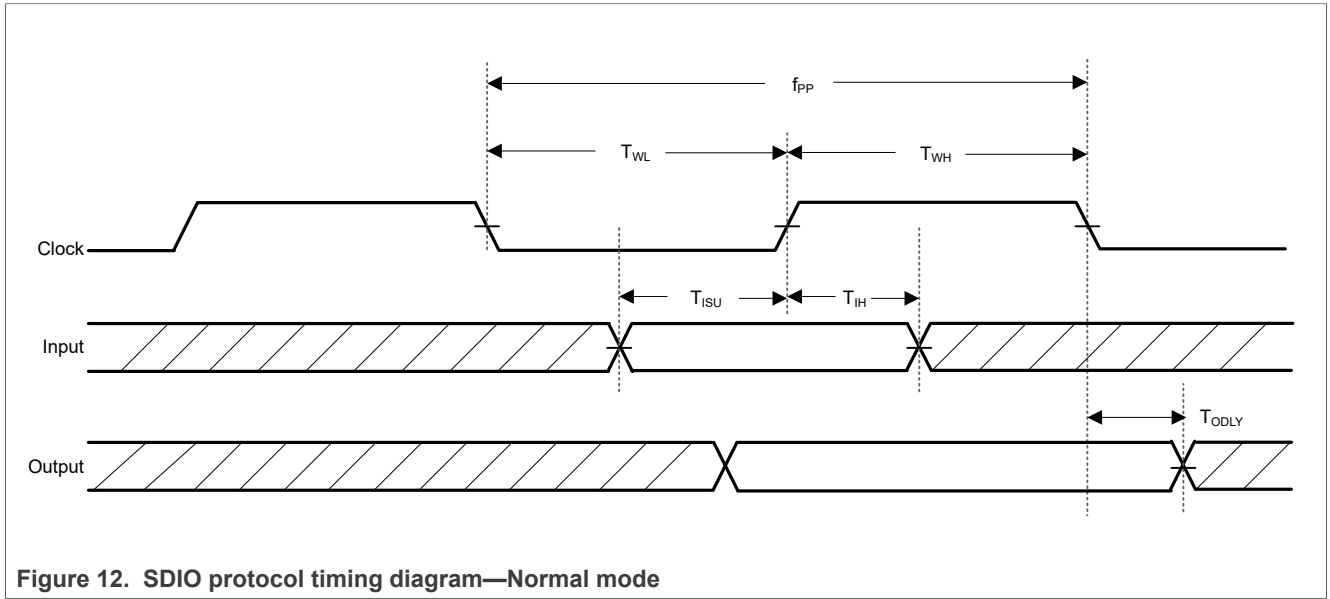 fPP
TWL
TWH
Clock
TISU
TIH
Input
TODLY
Output
Figure 12. SDIO protocol timing diagram—Normal mode